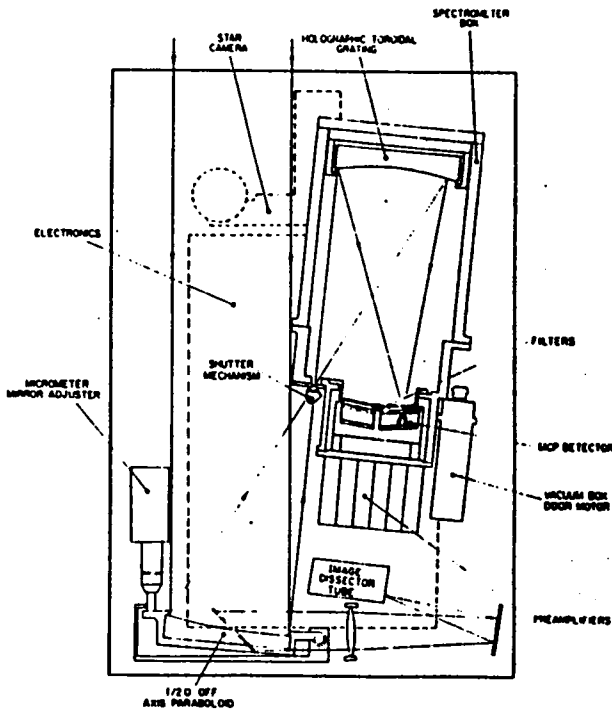 STAR
CAMERA
HOLOGRAPHIC TOROIDAL
GRATING
SPECTROMETER
BOX
ELECTRONICS
SHUTTER
MECHANISM
FILTERS
MICROMETER
MIRROR ADJUSTER
MCP DETECTOR
VACUUM BOX
DOOR MOTOR
IMAGE
DISSECTOR
TUBE
PREAMPLIFIERS
1/2 D OFF
AXIS PARABOLOID